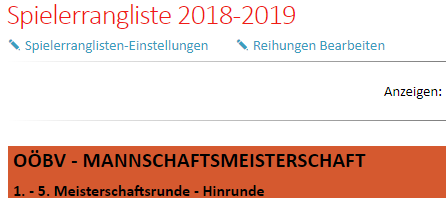 Spielerrangliste 2018-2019
Spielerranglisten-Einstellungen Reihungen Bearbeiten
Anzeigen:
OÖBV - MANNSCHAFTSMEISTERSCHAFT
1. - 5. Meisterschaftsrunde - Hinrunde